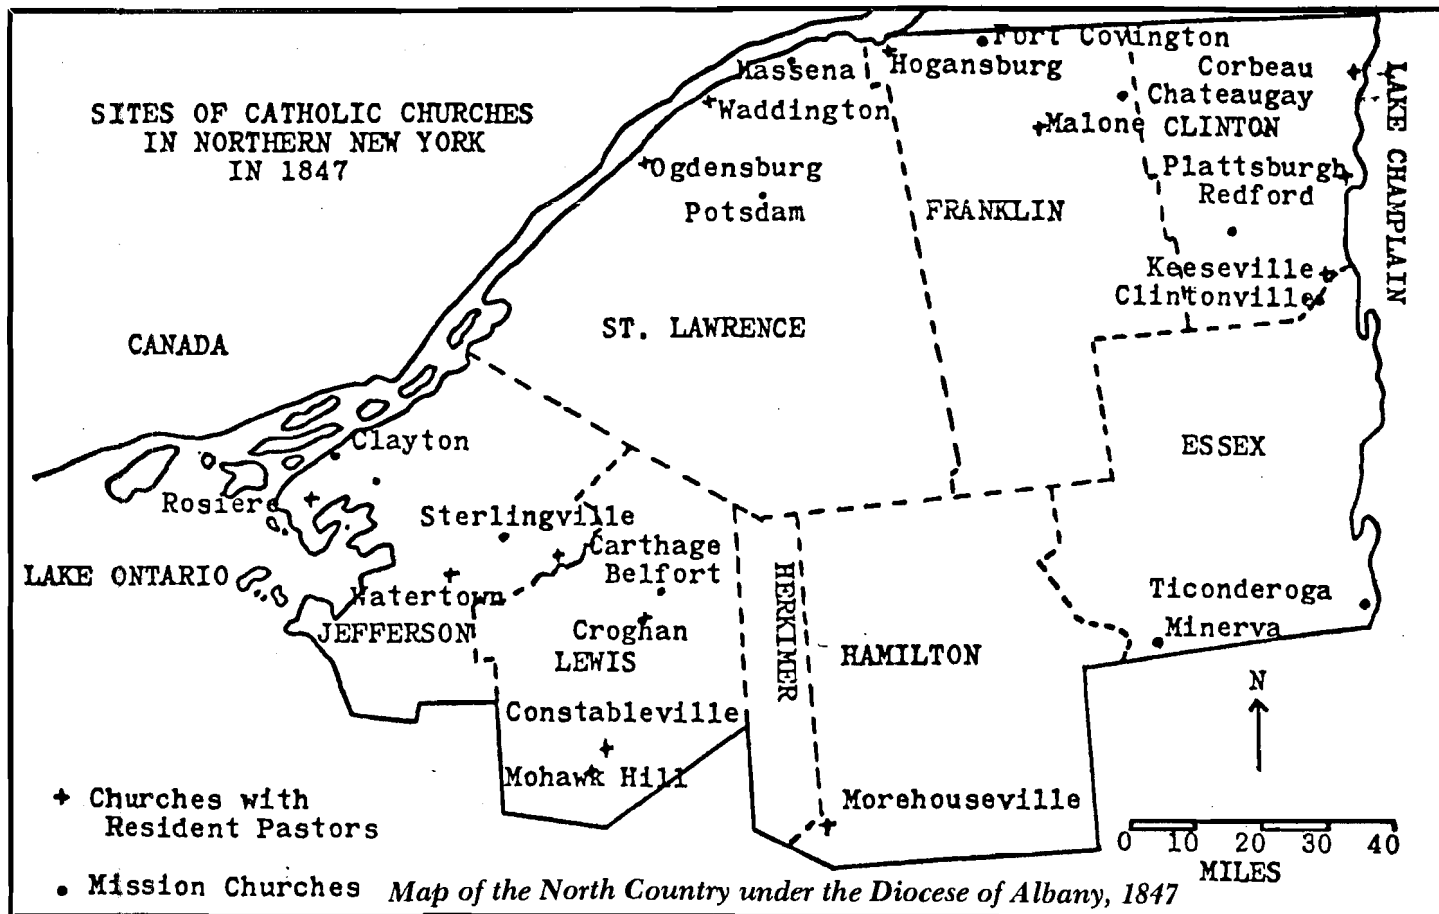 SITES OF CATHOLIC CHURCHES
IN NORTHERN NEW YORK
IN 1847
Fort Covington
Massena
Hogansburg
Corbeau
Waddington
Chateaugay
Malone
CLINTON
Ogdensburg
Plattsburgh
Potsdam
Redford
FRANKLIN
LAKE CHAMPLAIN
Keeseville
Clintonville
ST. LAWRENCE
CANADA
Clayton
ESSEX
Rosiere
Sterlingville
Carthage
LAKE ONTARIO
Belfort
Watertown
HERKIMER
Ticonderoga
JEFFERSON
Croghan
Minerva
LEWIS
HAMILTON
N
Constableville
Mohawk Hill
Morehouseville
+ Churches with
Resident Pastors
0 10 20 30 40
MILES
• Mission Churches
Map of the North Country under the Diocese of Albany, 1847